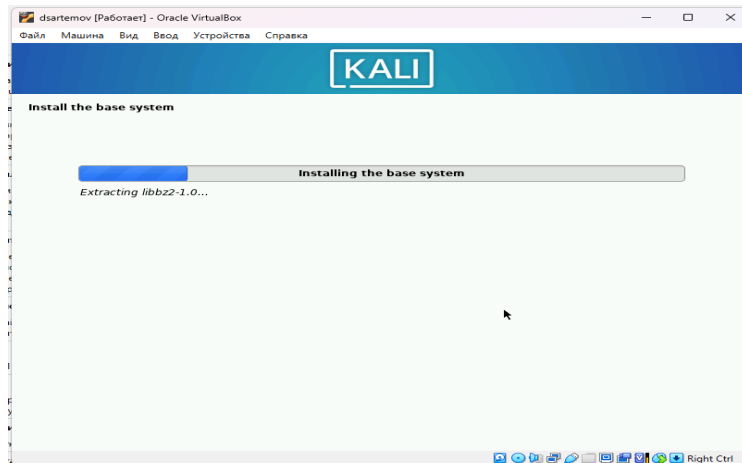 dsartemov [Работает] - Oracle VirtualBox
Файл Машина Вид Ввод Устройства Справка
KALI
Install the base system
Installing the base system
Extracting libbz2-1.0...
Right Ctrl